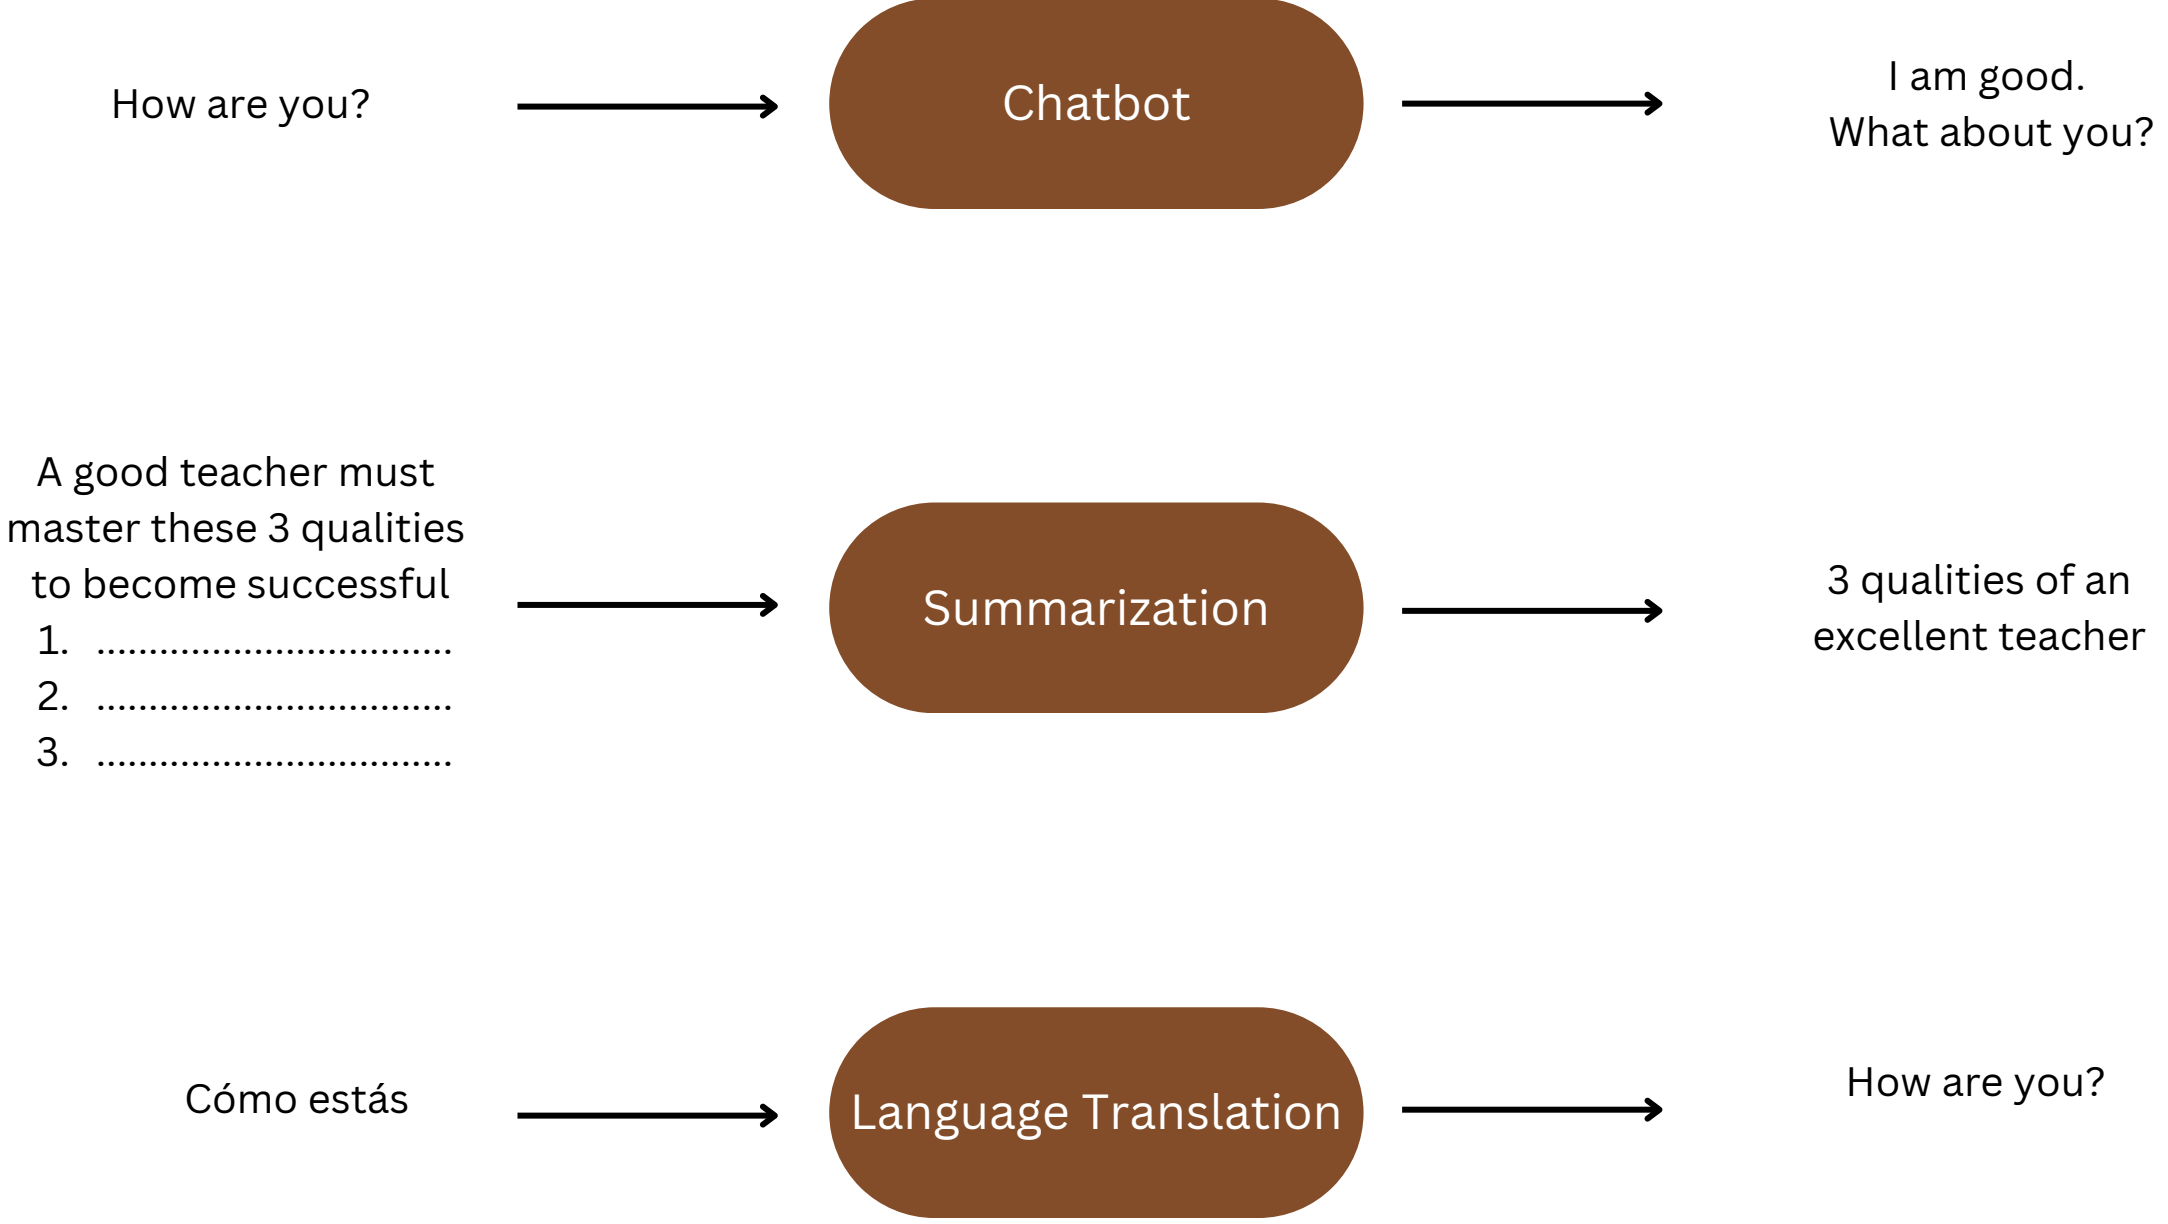 How are you?
Chatbot
I am good.
What about you?
A good teacher must
master these 3 qualities
to become successful
1. ..................................
2. ..................................
3. ..................................
Summarization
3 qualities of an
excellent teacher
Cómo estás
Language Translation
How are you?